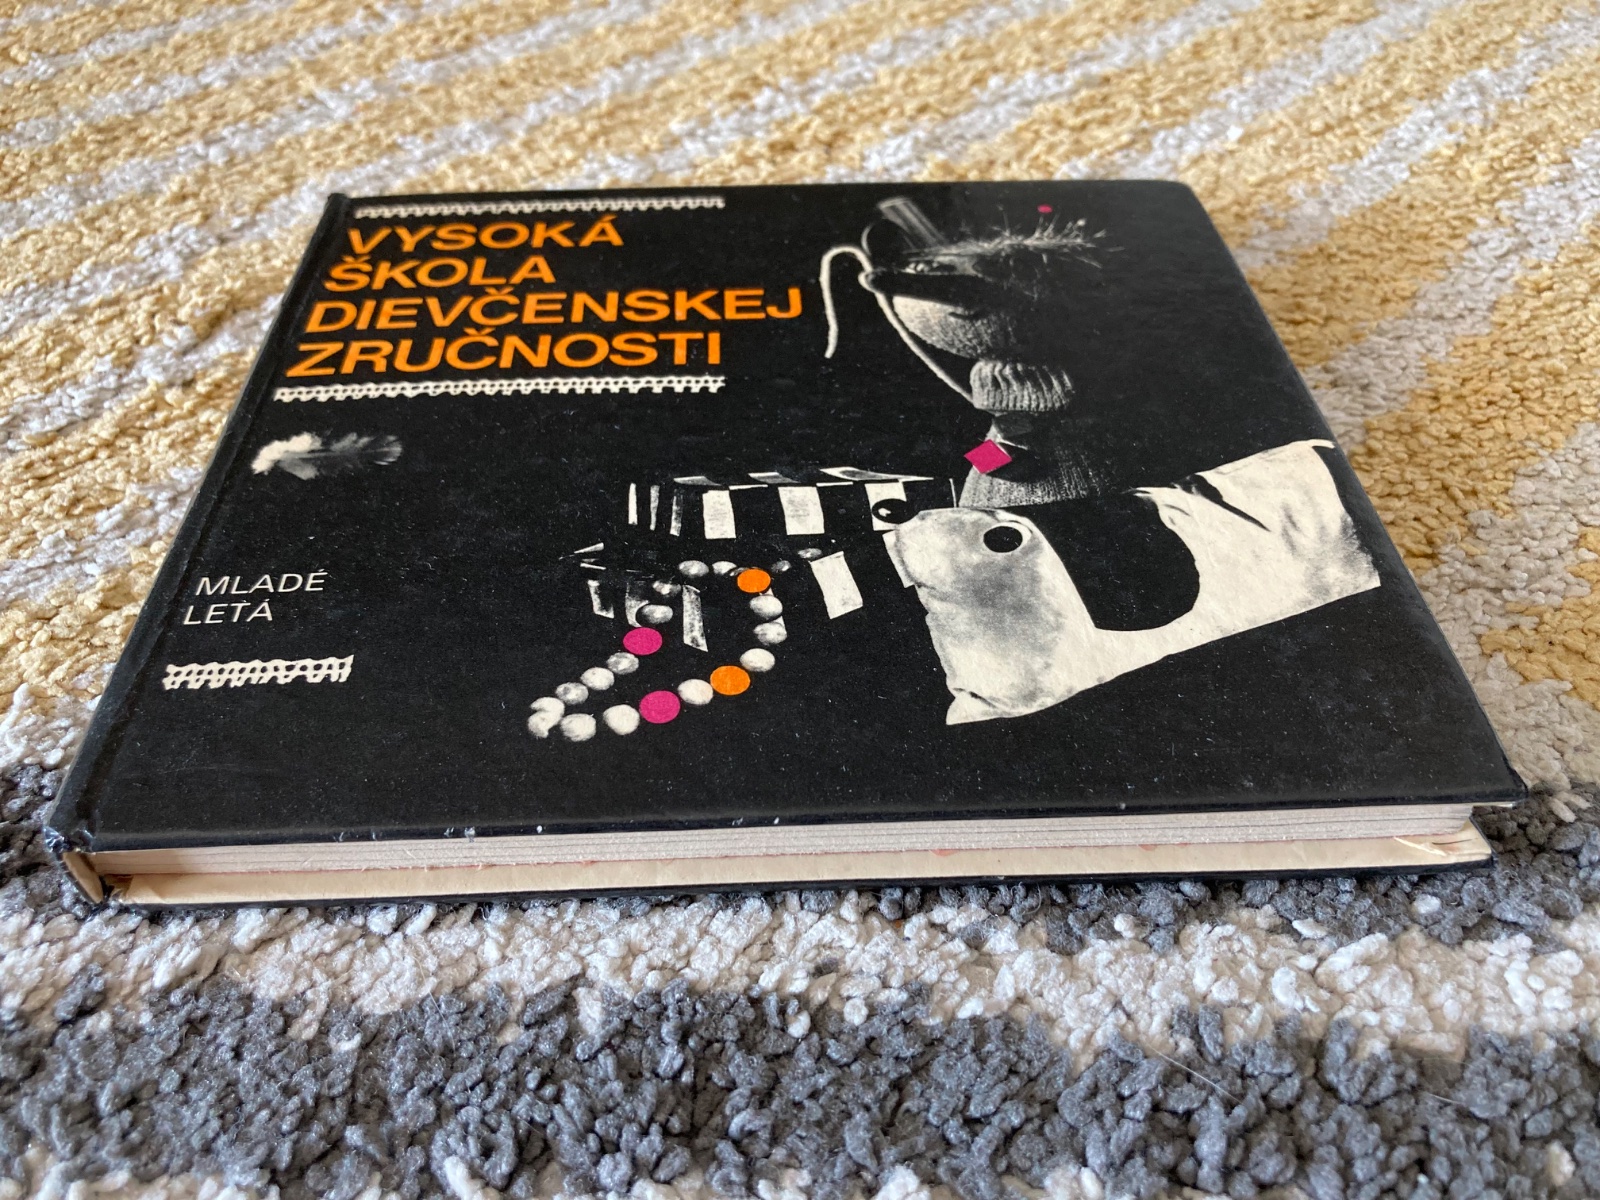 VYSOKÁ
ŠKOLA
DIEVČENSKEJ
ZRUČNOSTI
MLADÉ
LETÁ